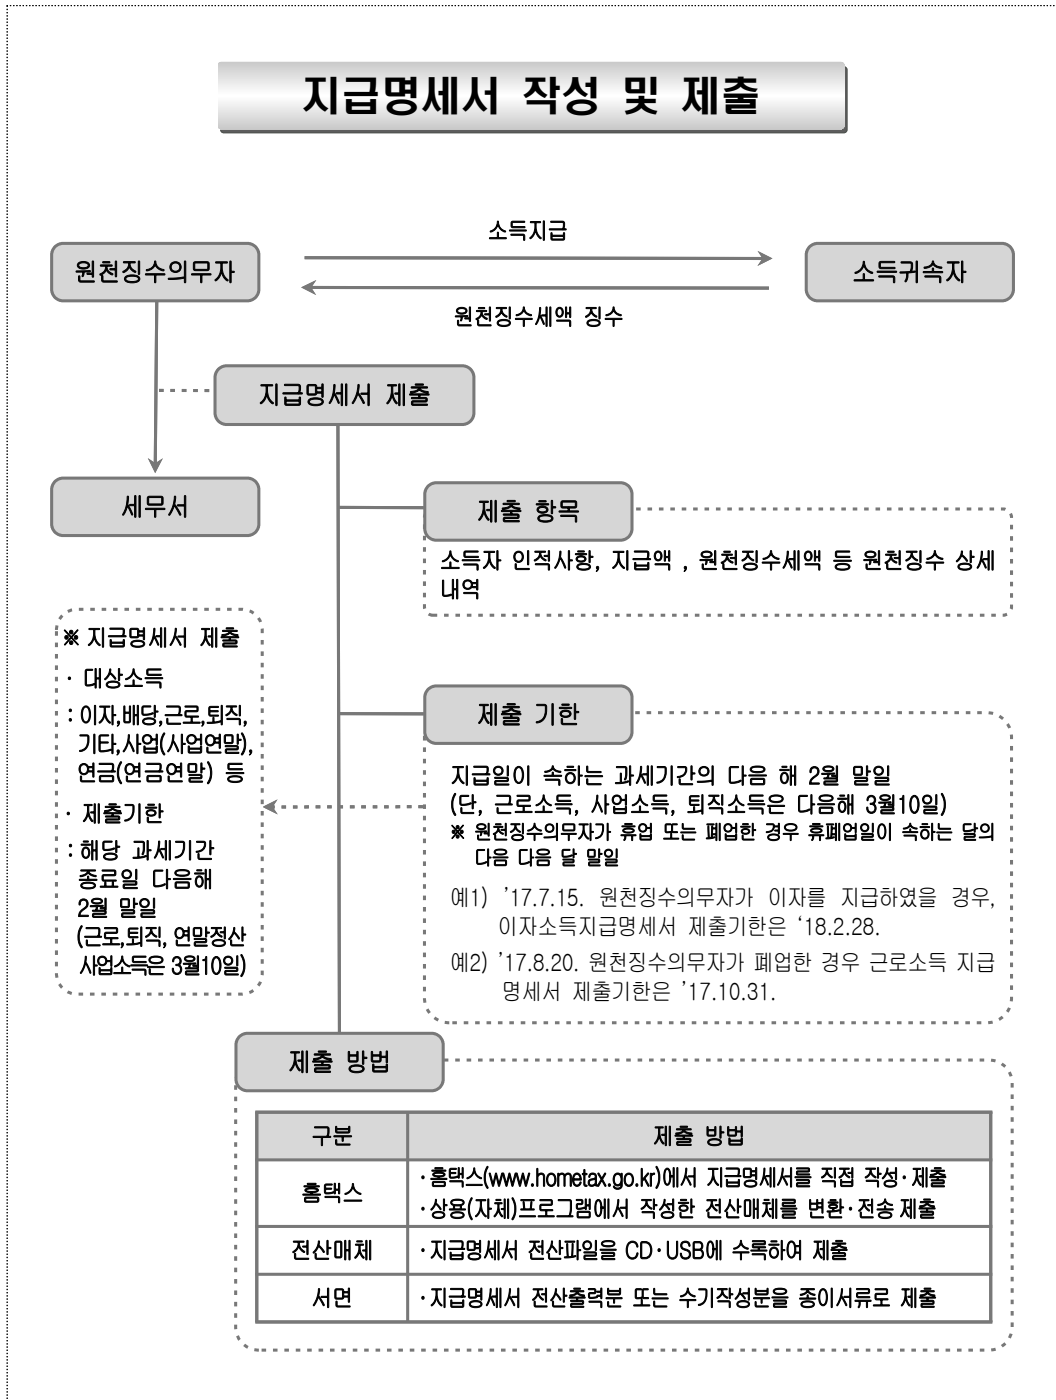 지급명세서 작성 및 제출
소득지급
원천징수의무자
소득귀속자
원천징수세액 징수
지급명세서 제출
세무서
제출 항목
소득자 인적사항, 지급액 , 원천징수세액 등 원천징수 상세
내역
※ 지급명세서 제출
· 대상소득
: 이자,배당,근로,퇴직,
기타,사업(사업연말),
연금(연금연말) 등
· 제출기한
: 해당 과세기간
종료일 다음해
2월 말일
(근로,퇴직, 연말정산
사업소득은 3월10일)
제출 기한
지급일이 속하는 과세기간의 다음 해 2월 말일
(단, 근로소득, 사업소득, 퇴직소득은 다음해 3월10일)
※ 원천징수의무자가 휴업 또는 폐업한 경우 휴폐업일이 속하는 달의
다음 다음 달 말일
예1) ’17.7.15. 원천징수의무자가 이자를 지급하였을 경우,
이자소득지급명세서 제출기한은 ‘18.2.28.
예2) ’17.8.20. 원천징수의무자가 폐업한 경우 근로소득 지급
명세서 제출기한은 ’17.10.31.
제출 방법
구분 제출 방법
홈택스
·홈택스(www.hometax.go.kr)에서 지급명세서를 직접 작성·제출
·상용(자체)프로그램에서 작성한 전산매체를 변환·전송 제출
전산매체 ·지급명세서 전산파일을 CD·USB에 수록하여 제출
서면 ·지급명세서 전산출력분 또는 수기작성분을 종이서류로 제출